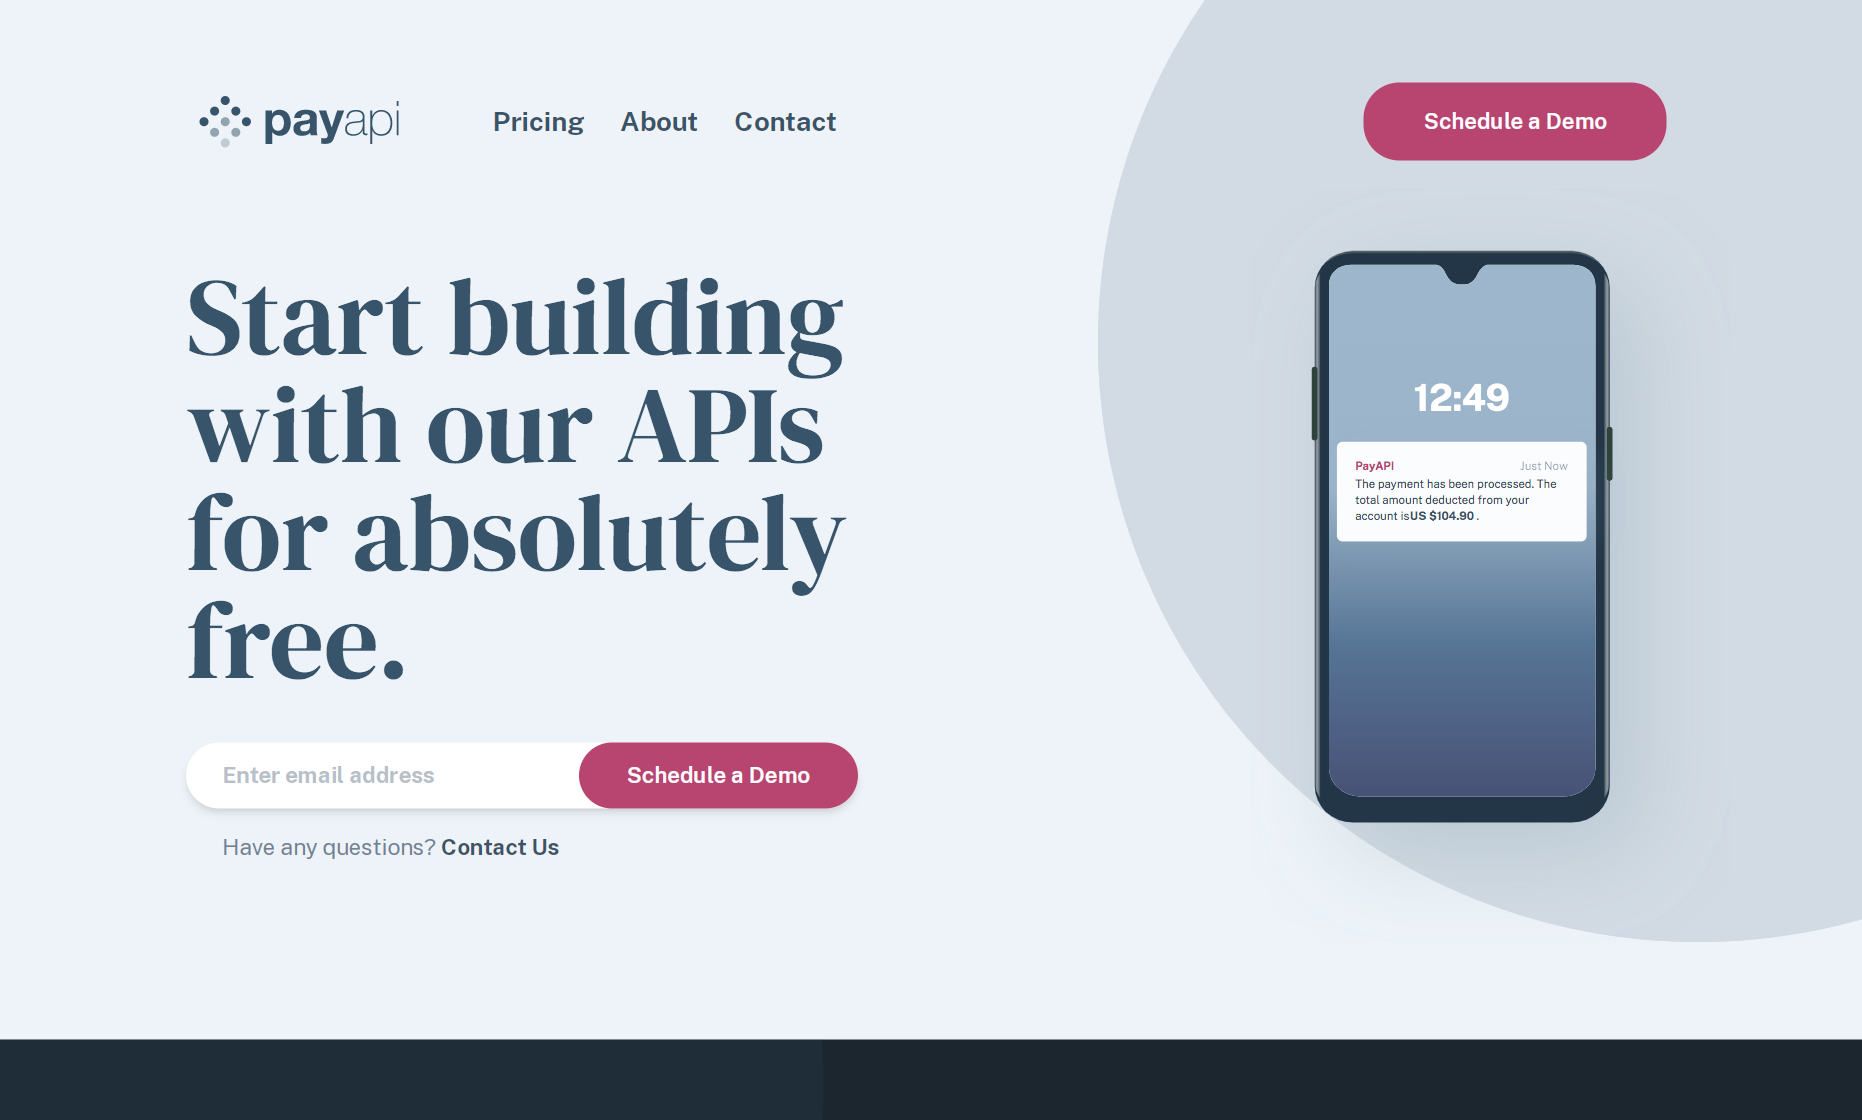 payapi
Pricing About Contact
Schedule a Demo
Start building
with our APIs
for absolutely
free.
Enter email address
Schedule a Demo
Have any questions? Contact Us
12:49
PayAPI Just Now
The payment has been processed. The
total amount deducted from your
account isUS $104.90 .